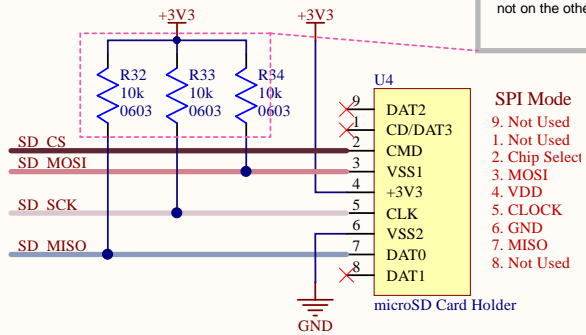 not on the othe
+3V3
+3V3
R32
10k
0603
R33
10k
0603
R34
10k
0603
U4
9
DAT2
1
CD/DAT3
2
CMD
3
VSS1
4
+3V3
5
CLK
6
VSS2
7
DAT0
8
DAT1
microSD Card Holder
SD_CS
SD_MOSI
SD_SCK
SD_MISO
GND
SPI Mode
9. Not Used
1. Not Used
2. Chip Select
3. MOSI
4. VDD
5. CLOCK
6. GND
7. MISO
8. Not Used